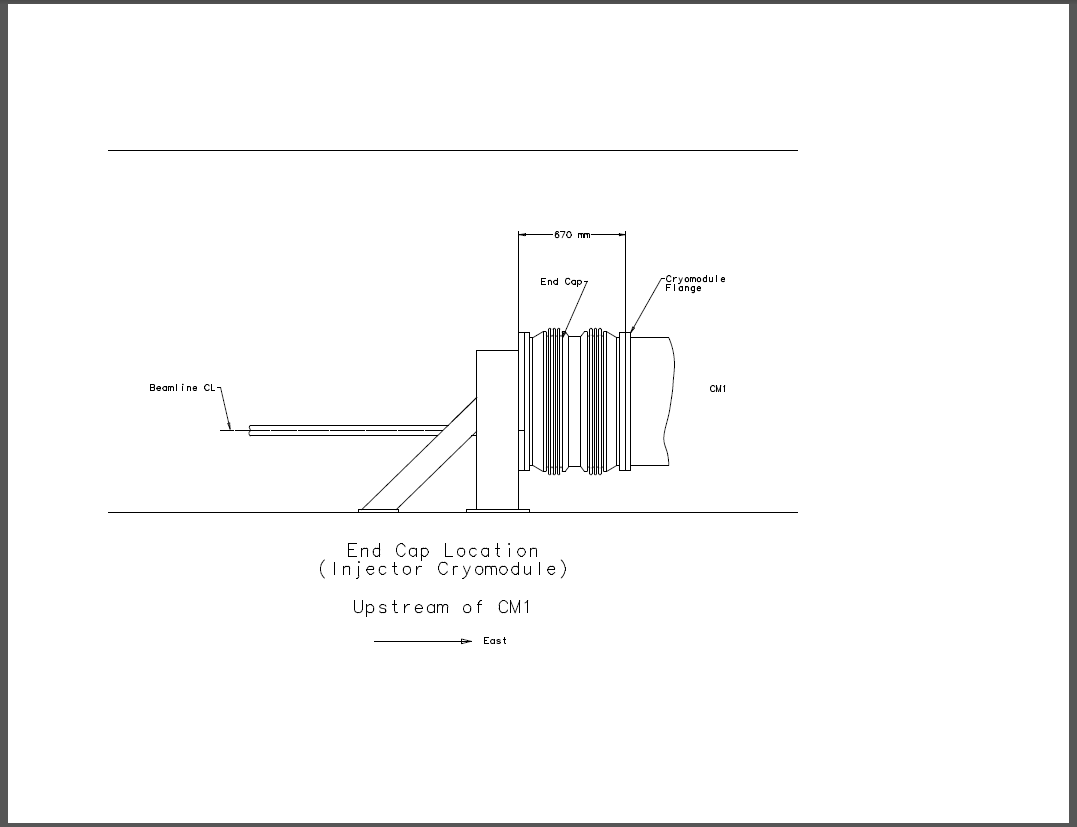 670 mm
End Cap
Cryomodule
Flange
Beamline CL
CM1
End Cap Location
(Injector Cryomodule)
Upstream of CM1
East